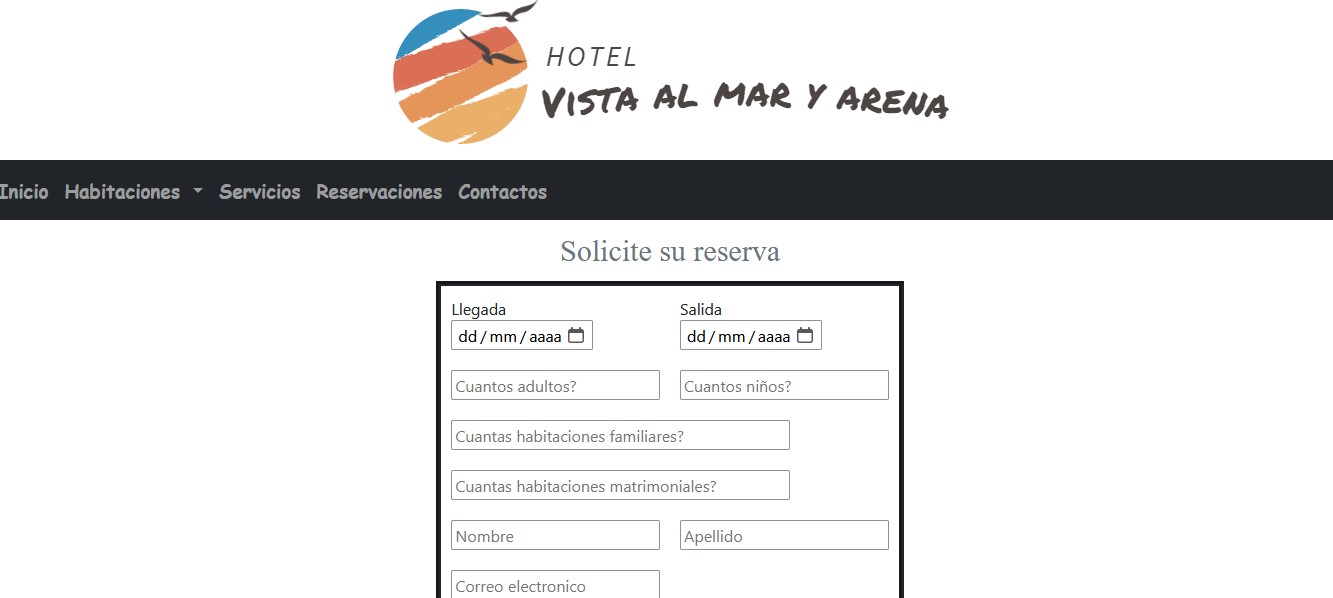 HOTEL
VISTA AL MAR Y ARENA
Inicio Habitaciones Servicios Reservaciones Contactos
Solicite su reserva
Llegada Salida
dd/mm/aaaa dd/mm/aaaa
Cuantos adultos? Cuantos niños?
Cuantas habitaciones familiares?
Cuantas habitaciones matrimoniales?
Nombre Apellido
Correo electronico